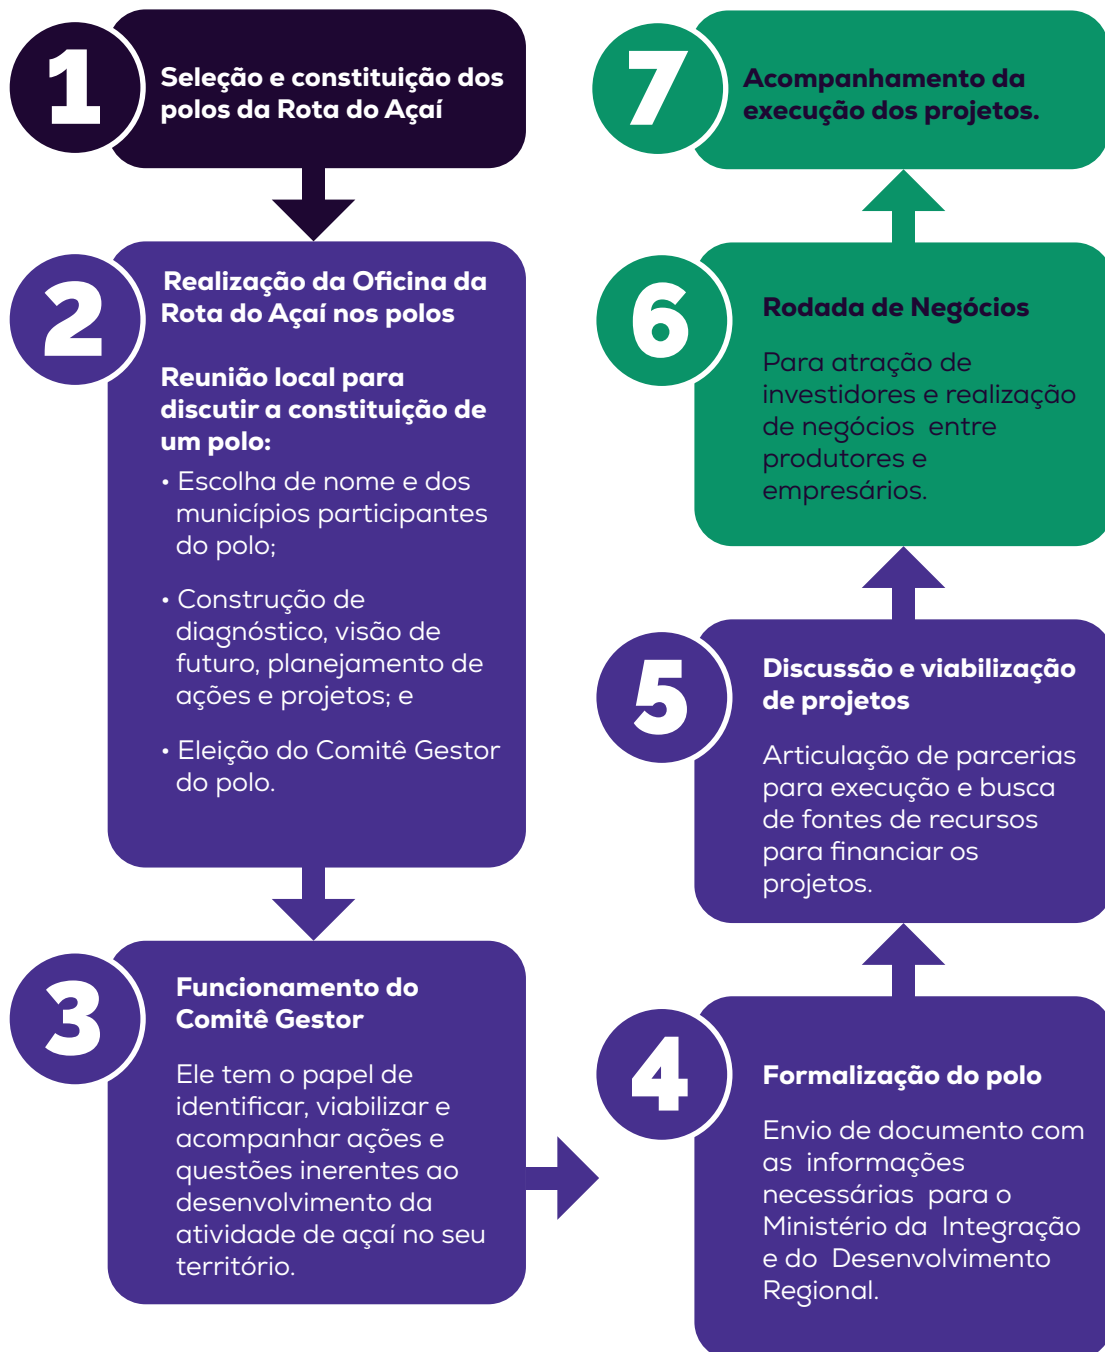 1
Seleção e constituição dos
polos da Rota do Açaí
2
Realização da Oficina da
Rota do Açaí nos polos
Reunião local para
discutir a constituição de
um polo:
• Escolha de nome e dos
municípios participantes
do polo;
• Construção de
diagnóstico, visão de
futuro, planejamento de
ações e projetos; e
• Eleição do Comitê Gestor
do polo.
3
Funcionamento do
Comitê Gestor
Ele tem o papel de
identificar, viabilizar e
acompanhar ações e
questões inerentes ao
desenvolvimento da
atividade de açaí no seu
território.
4
Formalização do polo
Envio de documento com
as informações
necessárias para o
Ministério da Integração
e do Desenvolvimento
Regional.
5
Discussão e viabilização
de projetos
Articulação de parcerias
para execução e busca
de fontes de recursos
para financiar os
projetos.
6
Rodada de Negócios
Para atração de
investidores e realização
de negócios entre
produtores e
empresários.
7
Acompanhamento da
execução dos projetos.